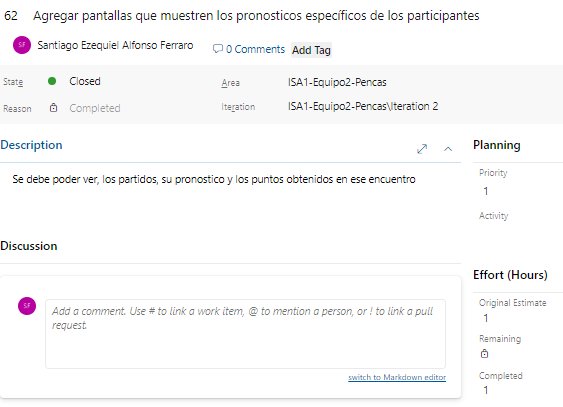 62 Agregar pantallas que muestren los pronosticos específicos de los participantes
SF Santiago Ezequiel Alfonso Ferraro 0 Comments Add Tag
State Closed Area ISA1-Equipo2-Pencas
Reason Completed Iteration ISA1-Equipo2-Pencas\Iteration 2
Description
Se debe poder ver, los partidos, su pronostico y los puntos obtenidos en ese encuentro
Planning
Priority
1
Activity
Discussion
SF
Add a comment. Use # to link a work item, @ to mention a person, or ! to link a pull
request.
switch to Markdown editor
Effort (Hours)
Original Estimate
1
Remaining
Completed
1